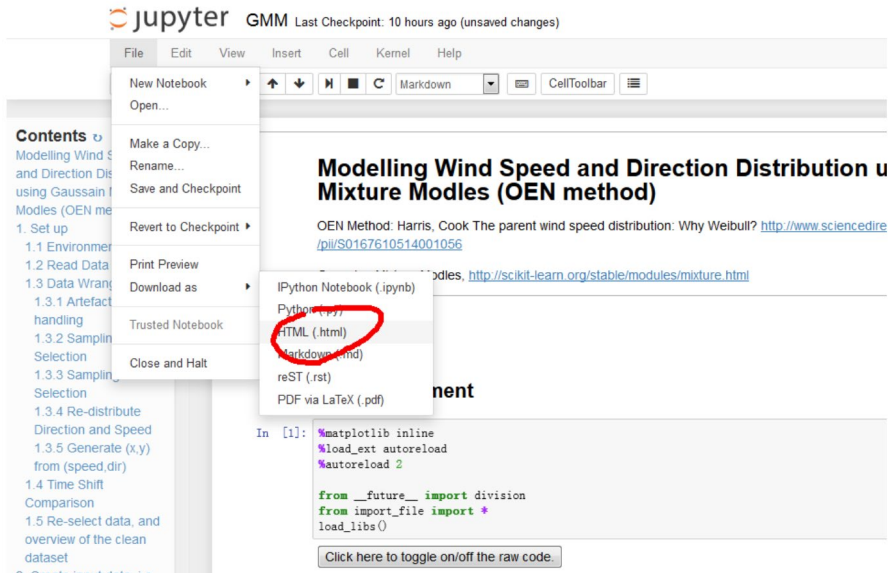 jupyter GMM Last Checkpoint: 10 hours ago (unsaved changes)
File Edit View Insert Cell Kernel Help
Markdown CellToolbar
New Notebook
Open...
Make a Copy...
Rename...
Save and Checkpoint
Revert to Checkpoint
Print Preview
Download as
Trusted Notebook
Close and Halt
IPython Notebook (.ipynb)
Python (.py)
HTML (.html)
Markdown (.md)
reST (.rst)
PDF via LaTeX (.pdf)
Contents
Modelling Wind S
and Direction Dis
using Gaussain
Modles (OEN me
1. Set up
1.1 Environmer
1.2 Read Data
1.3 Data Wrang
1.3.1 Artefact
handling
1.3.2 Samplin
Selection
1.3.3 Sampling
Selection
1.3.4 Re-distribute
Direction and Speed
1.3.5 Generate (x,y)
from (speed,dir)
1.4 Time Shift
Comparison
1.5 Re-select data, and
overview of the clean
dataset
Modelling Wind Speed and Direction Distribution u
Mixture Modles (OEN method)
OEN Method: Harris, Cook The parent wind speed distribution: Why Weibull? http://www.sciencedire
/pii/S0167610514001056
odles, http://scikit-learn.org/stable/modules/mixture.html
ment
In [1]: %matplotlib inline
%load_ext autoreload
%autoreload 2
from __future__ import division
from import_file import *
load_libs()
Click here to toggle on/off the raw code.